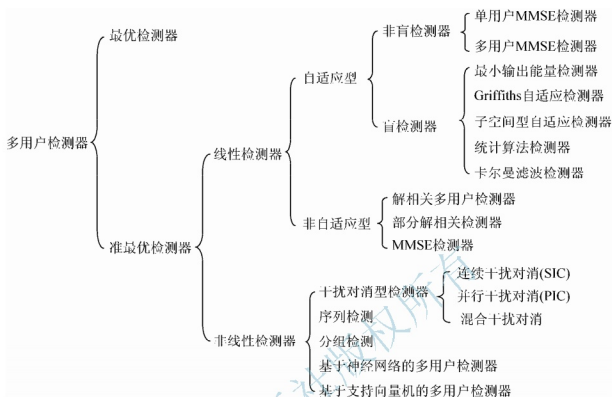 多用户检测器
最优检测器
准最优检测器
线性检测器
自适应型
非盲检测器
单用户MMSE检测器
多用户MMSE检测器
盲检测器
最小输出能量检测器
Griffiths自适应检测器
子空间型自适应检测器
统计算法检测器
卡尔曼滤波检测器
非自适应型
解相关多用户检测器
部分解相关检测器
MMSE检测器
非线性检测器
干扰对消型检测器
连续干扰对消(SIC)
并行干扰对消(PIC)
混合干扰对消
序列检测
分组检测
基于神经网络的多用户检测器
基于支持向量机的多用户检测器
社版权所有